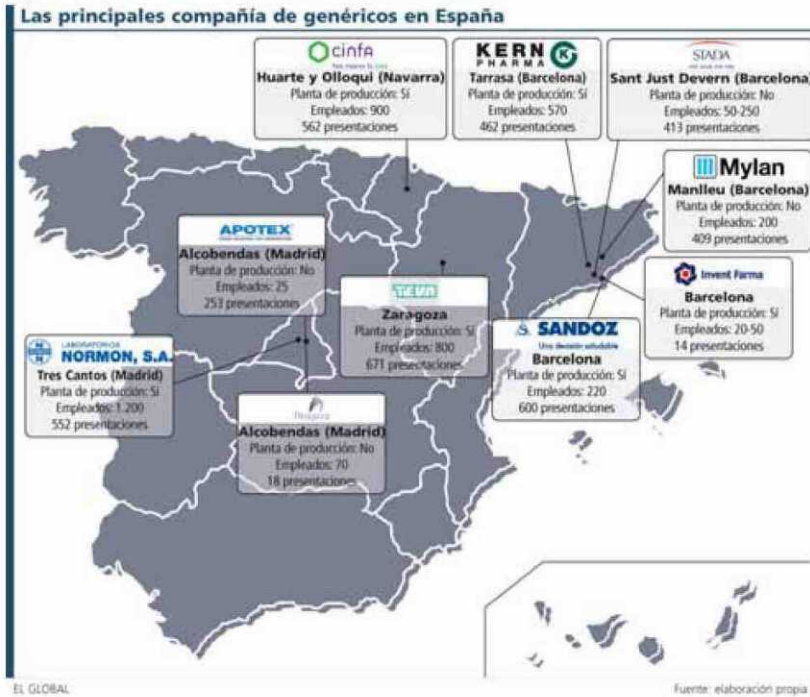 Las principales compañía de genéricos en España
cinfa
Huarte y Olloqui (Navarra)
Planta de producción: Sí
Empleados: 900
562 presentaciones
KERN
PHARMA
Tarrasa (Barcelona)
Planta de producción: Sí
Empleados: 570
462 presentaciones
STADA
Sant Just Devern (Barcelona)
Planta de producción: No
Empleados: 50-250
413 presentaciones
Mylan
Manlleu (Barcelona)
Planta de producción: No
Empleados: 200
409 presentaciones
APOTEX
Alcobendas (Madrid)
Planta de producción: No
Empleados: 25
253 presentaciones
TEVA
Zaragoza
Planta de producción: Sí
Empleados: 800
671 presentaciones
Invent Farma
Barcelona
Planta de producción: Sí
Empleados: 20-50
14 presentaciones
SANDOZ
Una decisión saludable
Barcelona
Planta de producción: Sí
Empleados: 220
600 presentaciones
LABORATORIOS
NORMON, S.A.
Tres Cantos (Madrid)
Planta de producción: Sí
Empleados: 1.200
552 presentaciones
Alcobendas (Madrid)
Planta de producción: No
Empleados: 70
18 presentaciones
EL GLOBAL
Fuente: elaboración propia